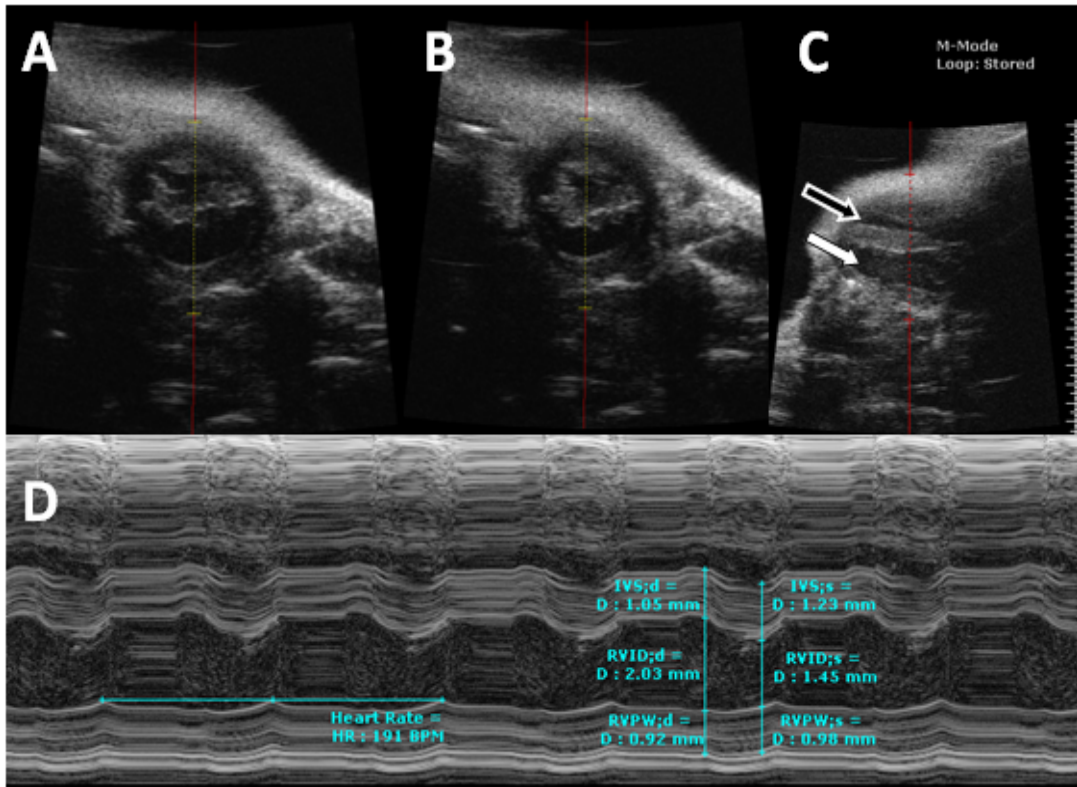 A
B
C
M-Mode
Loop: Stored
D
IVS;d =
D : 1.05 mm
IVS;s =
D : 1.23 mm
RVID;d =
D : 2.03 mm
RVID;s =
D : 1.45 mm
Heart Rate =
HR : 191 BPM
RVPW;d =
D : 0.92 mm
RVPW;s =
D : 0.98 mm